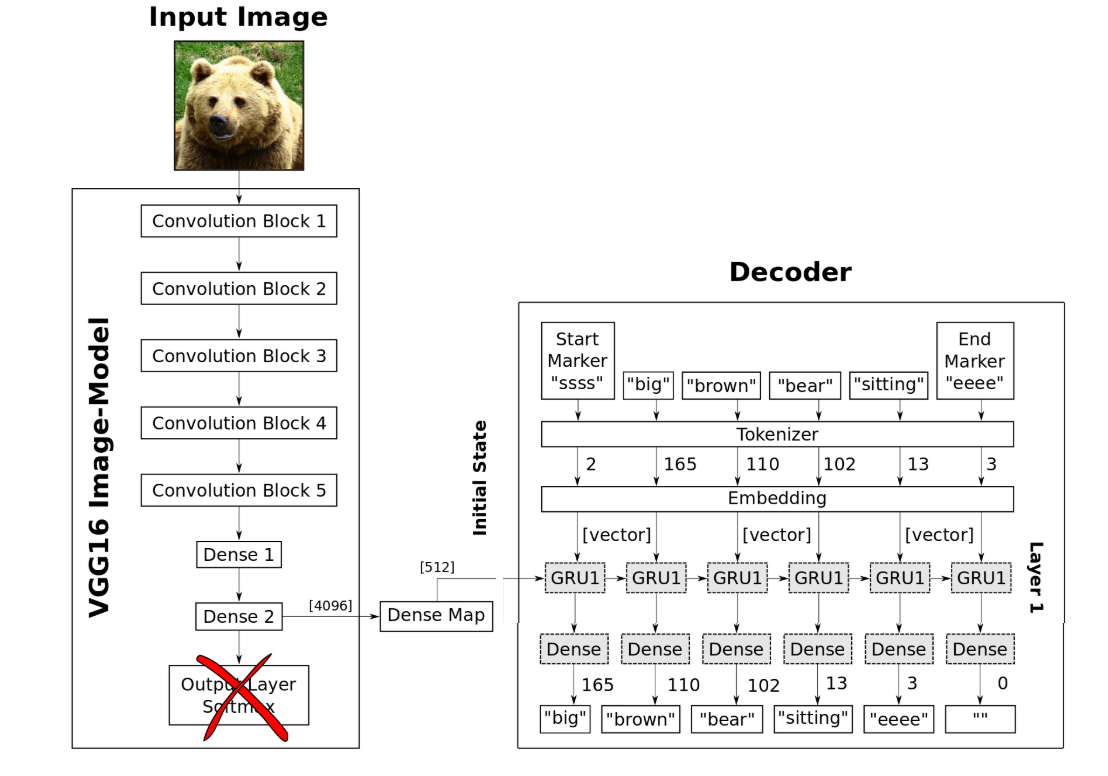 Input Image
VGG16 Image-Model
Convolution Block 1
Convolution Block 2
Convolution Block 3
Convolution Block 4
Convolution Block 5
Dense 1
Dense 2
[4096]
Output Layer
Softmax
Dense Map
[512]
Initial State
Decoder
Start
Marker
"ssss"
"big"
"brown"
"bear"
"sitting"
End
Marker
"eeee"
Tokenizer
2 165 110 102 13 3
Embedding
[vector] [vector] [vector]
GRU1 GRU1 GRU1 GRU1 GRU1 GRU1
Layer 1
Dense Dense Dense Dense Dense Dense
165 110 102 13 3 0
"big" "brown" "bear" "sitting" "eeee" ""